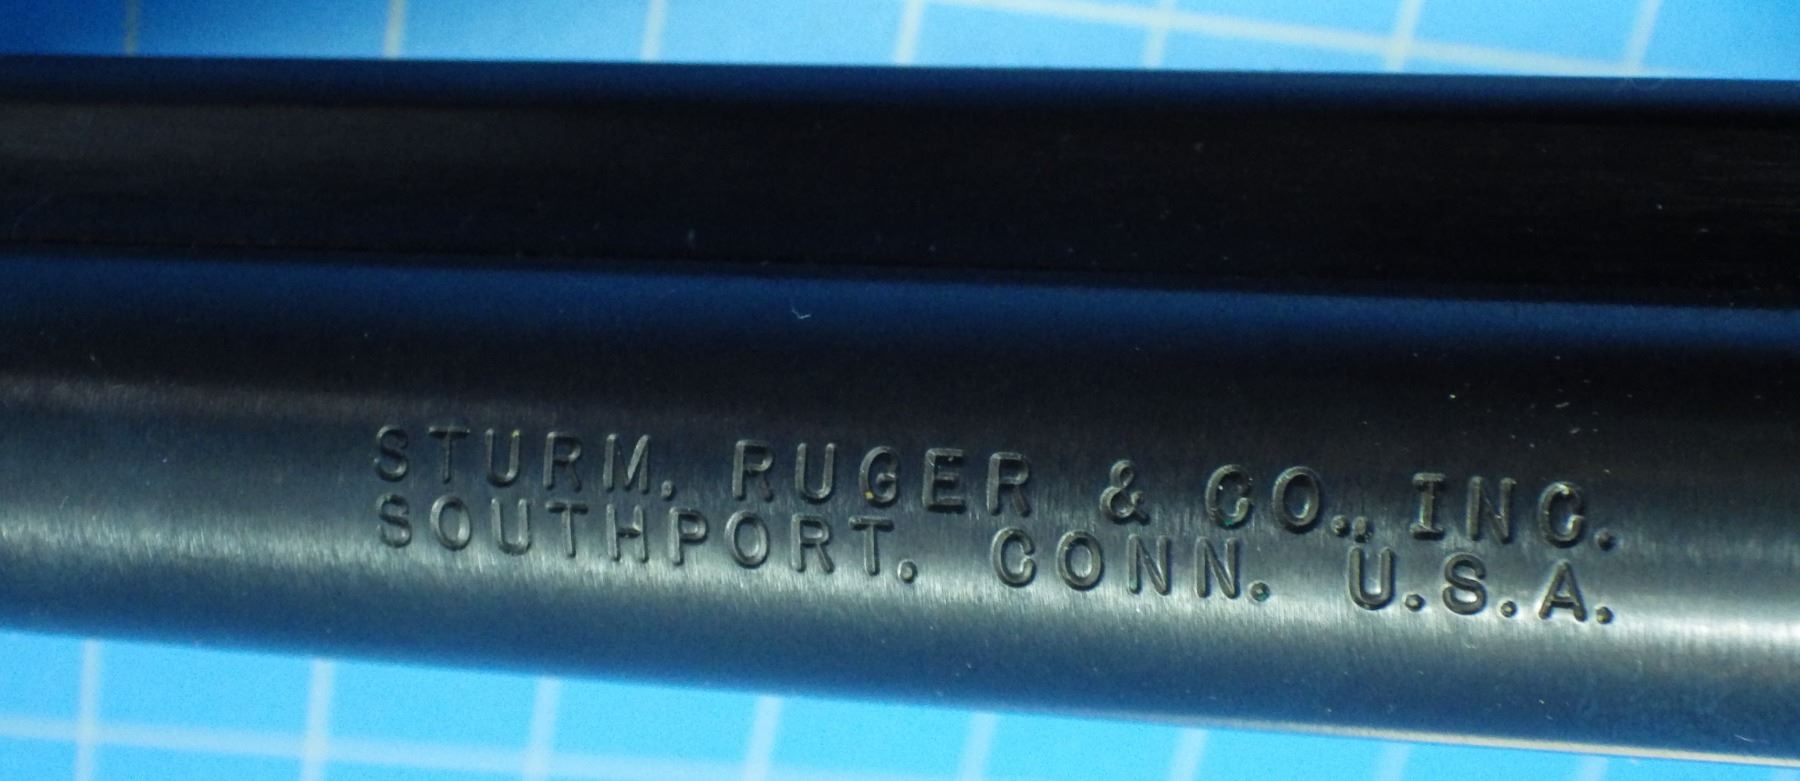 STURM, RUGER & CO., INC.
SOUTHPORT, CONN. U.S.A.